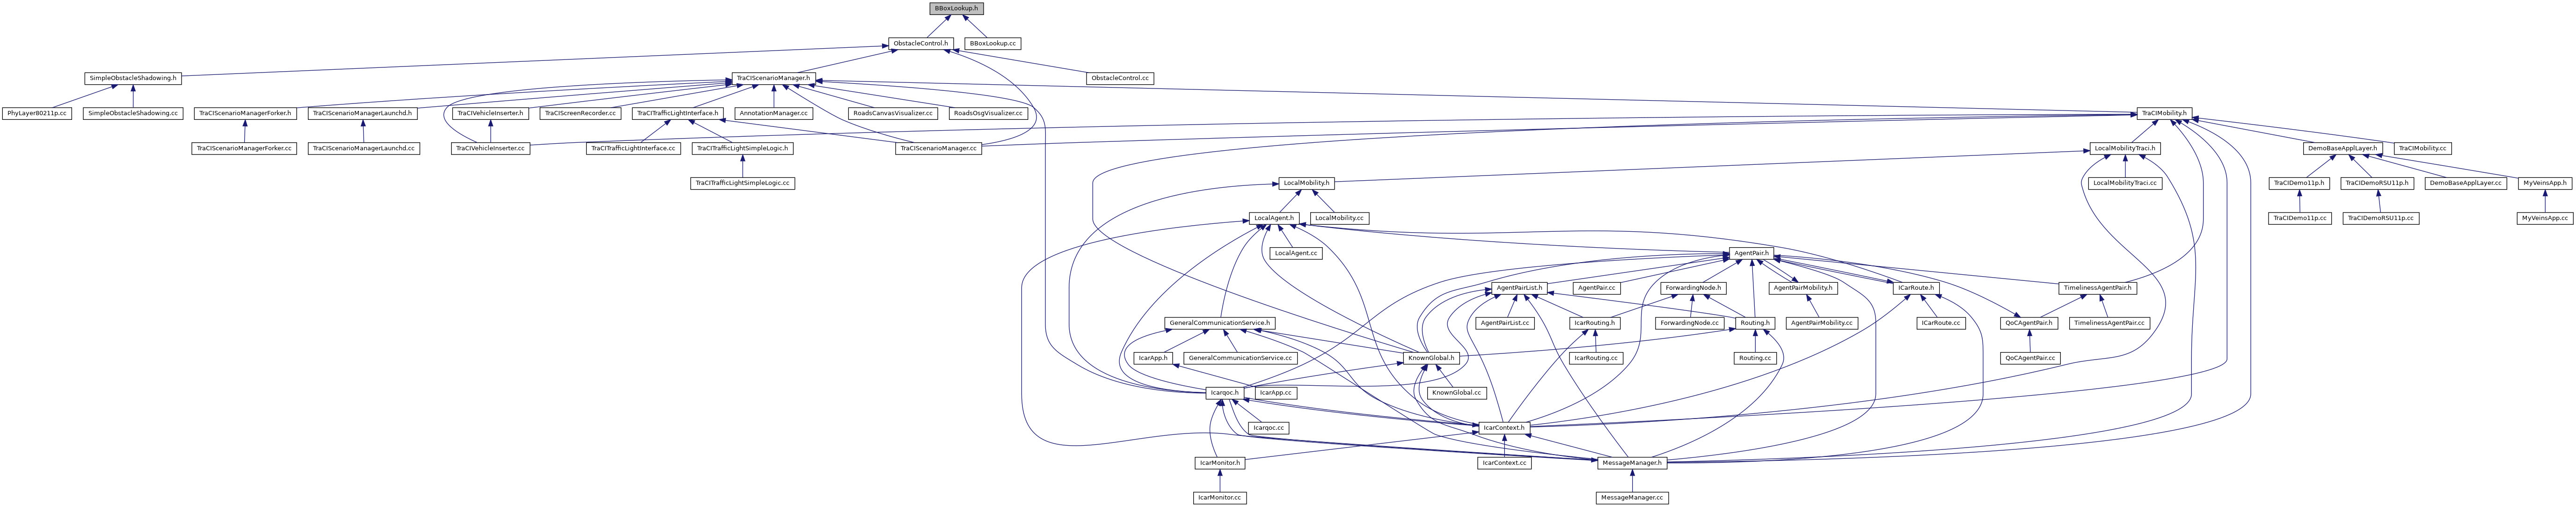 BBoxLookup.h
ObstacleControl.h
BBoxLookup.cc
SimpleObstacleShadowing.h
TraCIScenarioManager.h
ObstacleControl.cc
PhyLayer80211p.cc
SimpleObstacleShadowing.cc
TraCIScenarioManagerForker.h
TraCIScenarioManagerLaunchd.h
TraCIVehicleInserter.h
TraCIScreenRecorder.cc
TraCITrafficLightInterface.h
AnnotationManager.cc
RoadsCanvasVisualizer.cc
RoadsOsgVisualizer.cc
TraCIMobility.h
TraCIScenarioManagerForker.cc
TraCIScenarioManagerLaunchd.cc
TraCIVehicleInserter.cc
TraCITrafficLightInterface.cc
TraCITrafficLightSimpleLogic.h
TraCIScenarioManager.cc
LocalMobilityTraci.h
DemoBaseApplLayer.h
TraCIMobility.cc
TraCITrafficLightSimpleLogic.cc
LocalMobility.h
LocalMobilityTraci.cc
TraCIDemo11p.h
TraCIDemoRSU11p.h
DemoBaseApplLayer.cc
MyVeinsApp.h
LocalAgent.h
LocalMobility.cc
TraCIDemo11p.cc
TraCIDemoRSU11p.cc
MyVeinsApp.cc
LocalAgent.cc
AgentPair.h
AgentPairList.h
AgentPair.cc
ForwardingNode.h
AgentPairMobility.h
ICarRoute.h
TimelinessAgentPair.h
GeneralCommunicationService.h
AgentPairList.cc
IcarRouting.h
ForwardingNode.cc
Routing.h
AgentPairMobility.cc
ICarRoute.cc
QoCAgentPair.h
TimelinessAgentPair.cc
IcarApp.h
GeneralCommunicationService.cc
KnownGlobal.h
IcarRouting.cc
Routing.cc
QoCAgentPair.cc
Icarqoc.h
IcarApp.cc
KnownGlobal.cc
Icarqoc.cc
IcarContext.h
IcarMonitor.h
IcarContext.cc
MessageManager.h
IcarMonitor.cc
MessageManager.cc